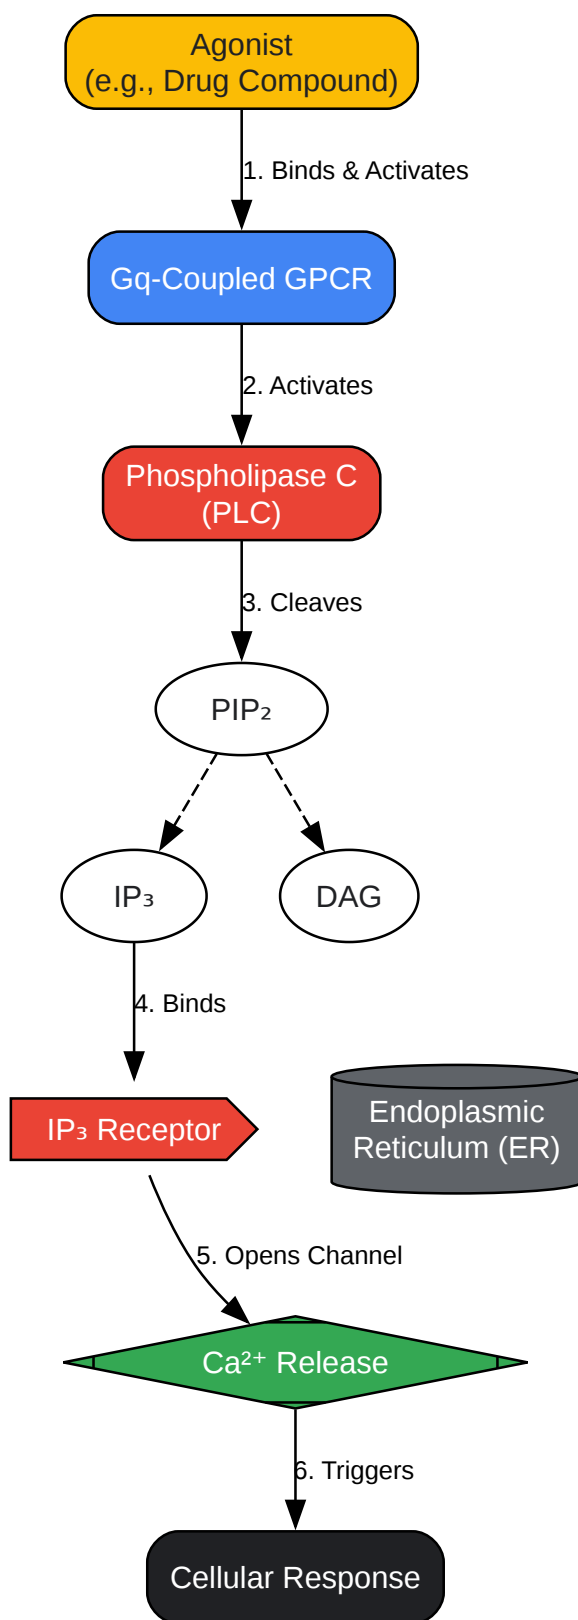 Agonist
(e.g., Drug Compound)
1. Binds & Activates
Gq-Coupled GPCR
2. Activates
Phospholipase C
(PLC)
3. Cleaves
PIP₂
IP₃
DAG
4. Binds
IP₃ Receptor
Endoplasmic
Reticulum (ER)
5. Opens Channel
Ca²⁺ Release
6. Triggers
Cellular Response